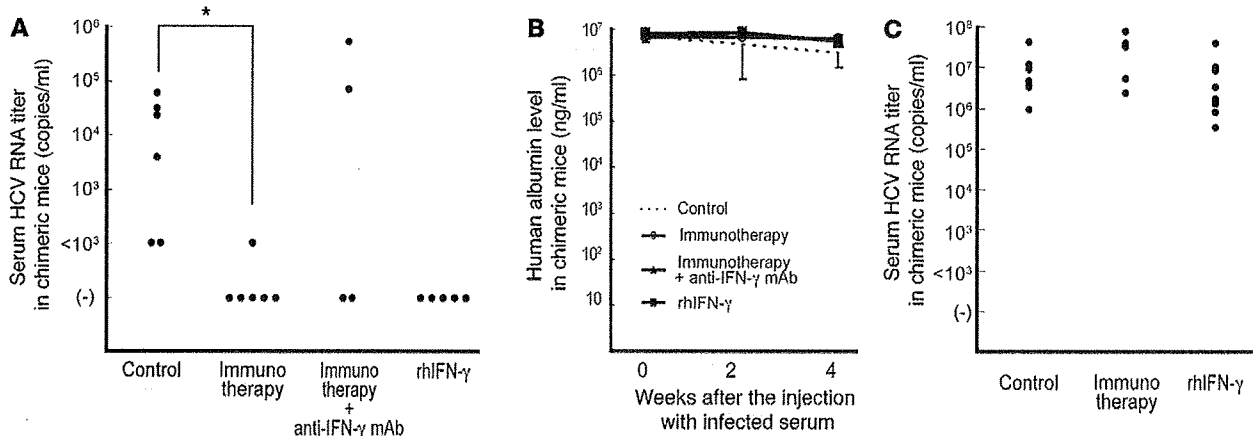 A
*
Serum HCV RNA titer
in chimeric mice (copies/ml)
10⁶
10⁵
10⁴
10³
<10³
(-)
Control
Immuno
therapy
Immuno
therapy
+
anti-IFN-γ mAb
rhIFN-γ
B
Human albumin level
in chimeric mice (ng/ml)
10⁷
10⁶
10⁵
10⁴
10³
10²
10
Control
Immunotherapy
Immunotherapy
+ anti-IFN-γ mAb
rhIFN-γ
0
2
4
Weeks after the injection
with infected serum
C
Serum HCV RNA titer
in chimeric mice (copies/ml)
10⁸
10⁷
10⁶
10⁵
10⁴
10³
<10³
(-)
Control
Immuno
therapy
rhIFN-γ